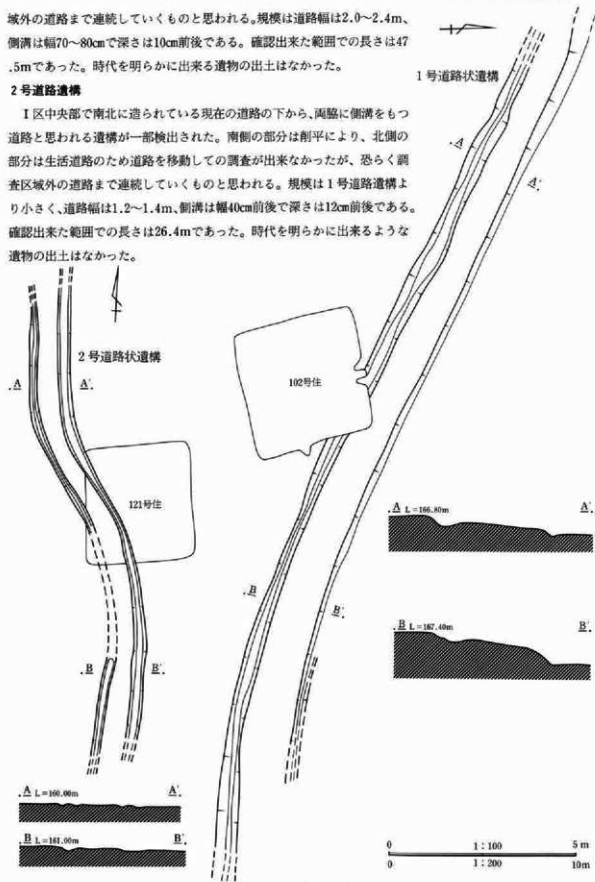 域外の道路まで連続していくものと思われる。規模は道路幅は2.0〜2.4m、
側溝は幅70〜80cmで深さは10cm前後である。確認出来た範囲での長さは47
.5mであった。時代を明らかに出来る遺物の出土はなかった。
2号道路遺構
I区中央部で南北に造られている現在の道路の下から、両脇に側溝をもつ
道路と思われる遺構が一部検出された。南側の部分は削平により、北側の
部分は生活道路のため道路を移動しての調査が出来なかったが、恐らく調
査区域外の道路まで連続していくものと思われる。規模は1号道路遺構よ
り小さく、道路幅は1.2〜1.4m、側溝は幅40cm前後で深さは12cm前後である。
確認出来た範囲での長さは26.4mであった。時代を明らかに出来るような
遺物の出土はなかった。
1号道路状遺構
.A
A'.
102号住
.B
B'.
2号道路状遺構
.A
A'.
121号住
.B
B'.
.A L=166.80m A'.
.B L=167.40m B'.
.A L=160.00m A'.
.B L=161.00m B'.
0 1:100 5m
0 1:200 10m